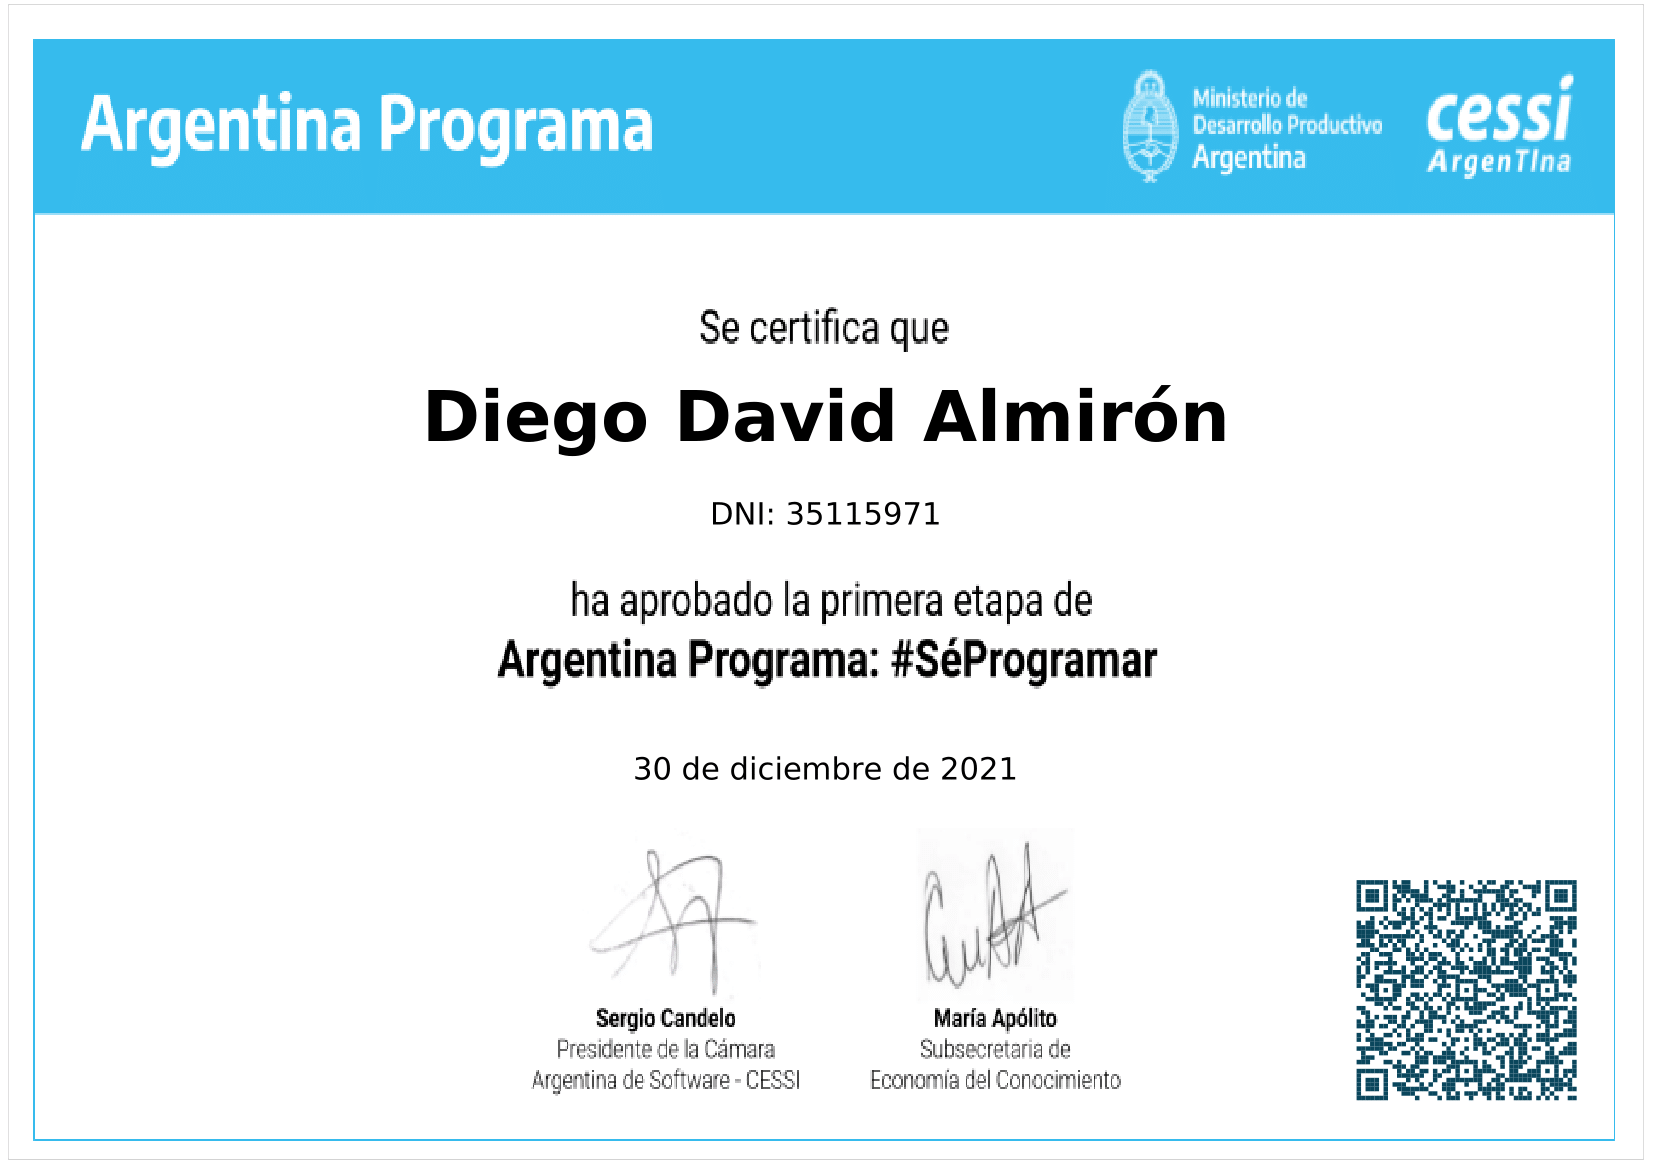 Argentina Programa
Ministerio de
Desarrollo Productivo
Argentina
cessi
ArgenTIna
Se certifica que
Diego David Almirón
DNI: 35115971
ha aprobado la primera etapa de
Argentina Programa: #SéProgramar
30 de diciembre de 2021
Sergio Candelo
Presidente de la Cámara
Argentina de Software - CESSI
María Apólito
Subsecretaria de
Economía del Conocimiento